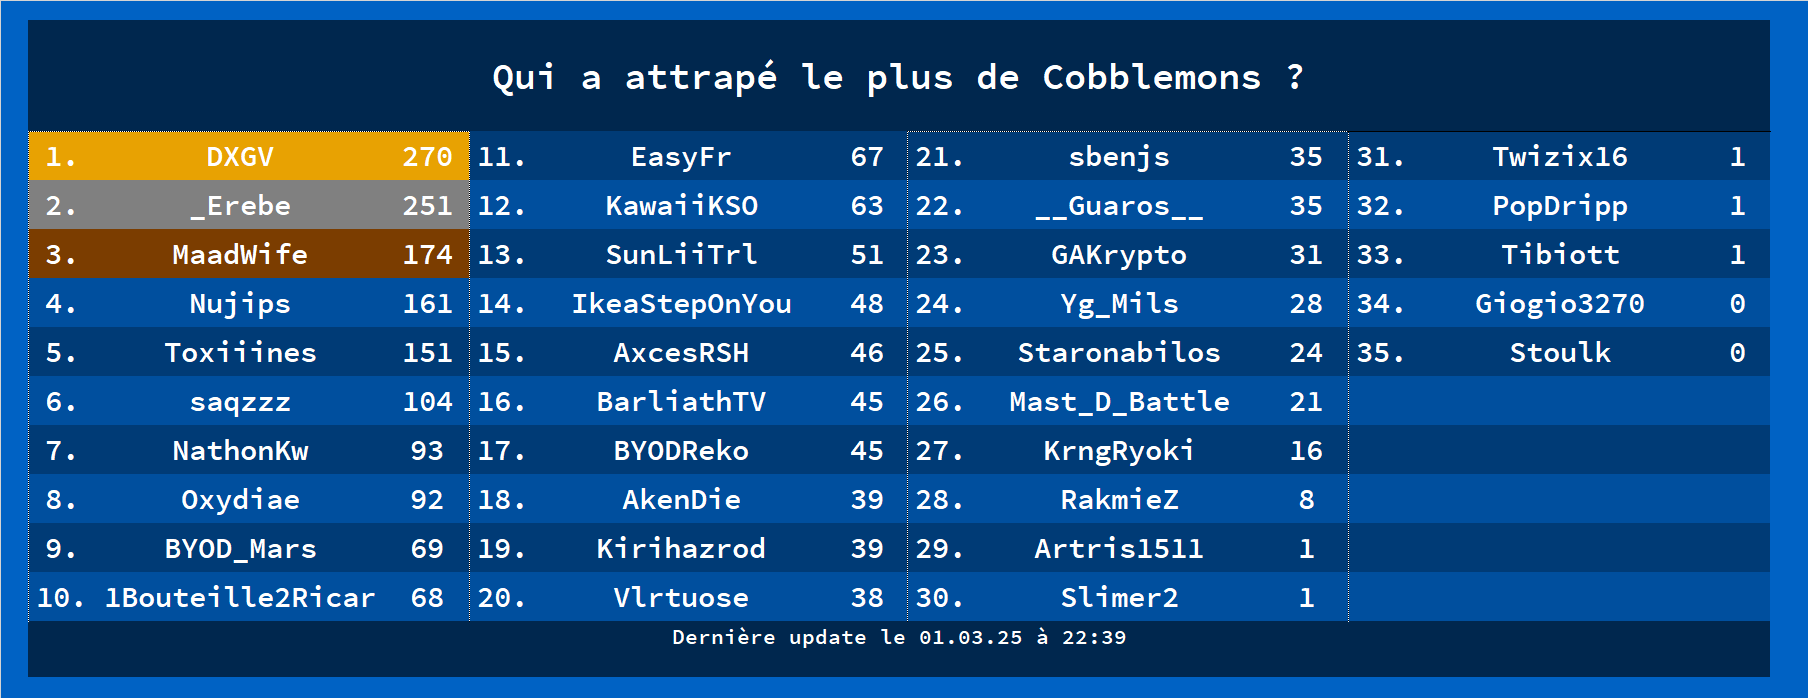 Qui a attrapé le plus de Cobblemons ?
1. DXGV 270
2. _Erebe 251
3. MaadWife 174
4. Nujips 161
5. Toxiiines 151
6. saqzzz 104
7. NathonKw 93
8. Oxydiae 92
9. BYOD_Mars 69
10. 1Bouteille2Ricar 68
11. EasyFr 67
12. KawaiiKSO 63
13. SunLiiTrl 51
14. IkeaStepOnYou 48
15. AxcesRSH 46
16. BarliathTV 45
17. BYODReko 45
18. AkenDie 39
19. Kirihazrod 39
20. Vlrtuose 38
21. sbenjs 35
22. __Guaros__ 35
23. GAKrypto 31
24. Yg_Mils 28
25. Staronabilos 24
26. Mast_D_Battle 21
27. KrngRyoki 16
28. RakmieZ 8
29. Artris1511 1
30. Slimer2 1
31. Twizix16 1
32. PopDripp 1
33. Tibiott 1
34. Giogio3270 0
35. Stoulk 0
Dernière update le 01.03.25 à 22:39